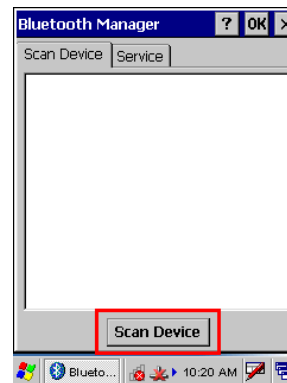 Bluetooth Manager ? OK ×
Scan Device Service
Scan Device
Blueto... 10:20 AM